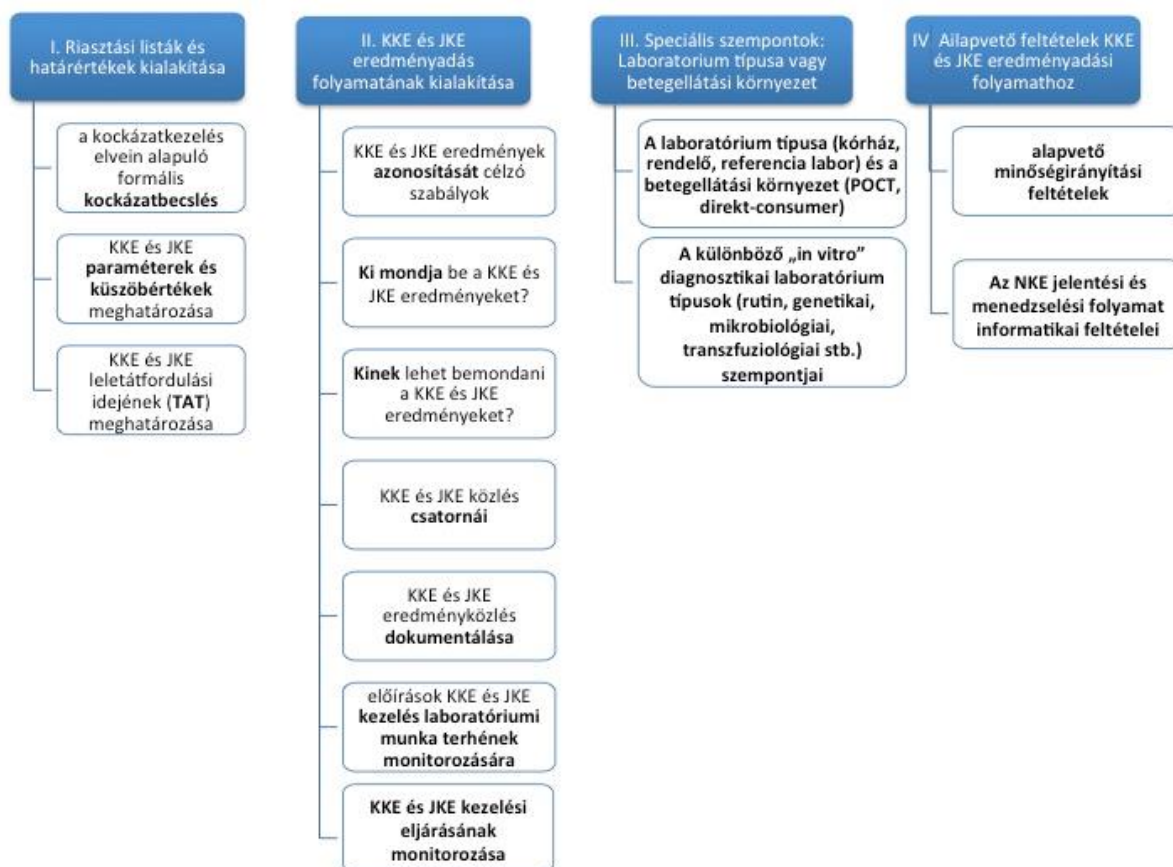 I. Riasztási listák és
határértékek kialakítása
a kockázatkezelés
elvein alapuló
formális
kockázatbecslés
KKE és JKE
paraméterek és
küszöbértékek
meghatározása
KKE és JKE
leletátfordulási
idejének (TAT)
meghatározása
II. KKE és JKE
eredményadás
folyamatának kialakítása
KKE és JKE eredmények
azonosítását célzó
szabályok
Ki mondja be a KKE és
JKE eredményeket?
Kinek lehet bemondani
a KKE és JKE
eredményeket?
KKE és JKE közlés
csatornái
KKE és JKE
eredményközlés
dokumentálása
előírások KKE és JKE
kezelés laboratóriumi
munka terhének
monitorozására
KKE és JKE kezelési
eljárásának
monitorozása
III. Speciális szempontok:
Laboratorium típusa vagy
betegellátási környezet
A laboratórium típusa (kórház,
rendelő, referencia labor) és a
betegellátási környezet (POCT,
direkt-consumer)
A különböző „in vitro”
diagnosztikai laboratórium
típusok (rutin, genetikai,
mikrobiológiai,
transzfuziológiai stb.)
szempontjai
IV Ailapvető feltételek KKE
és JKE eredményadási
folyamathoz
alapvető
minőségirányítási
feltételek
Az NKE jelentési és
menedzselési folyamat
informatikai feltételei